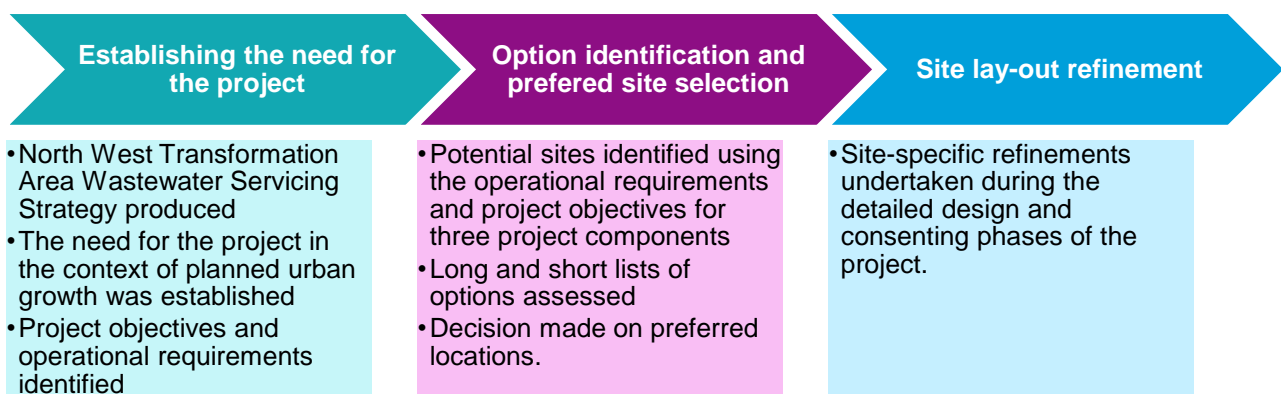 Establishing the need for
the project
•North West Transformation
Area Wastewater Servicing
Strategy produced
•The need for the project in
the context of planned urban
growth was established
•Project objectives and
operational requirements
identified
Option identification and
prefered site selection
•Potential sites identified using
the operational requirements
and project objectives for
three project components
•Long and short lists of
options assessed
•Decision made on preferred
locations.
Site lay-out refinement
•Site-specific refinements
undertaken during the
detailed design and
consenting phases of the
project.